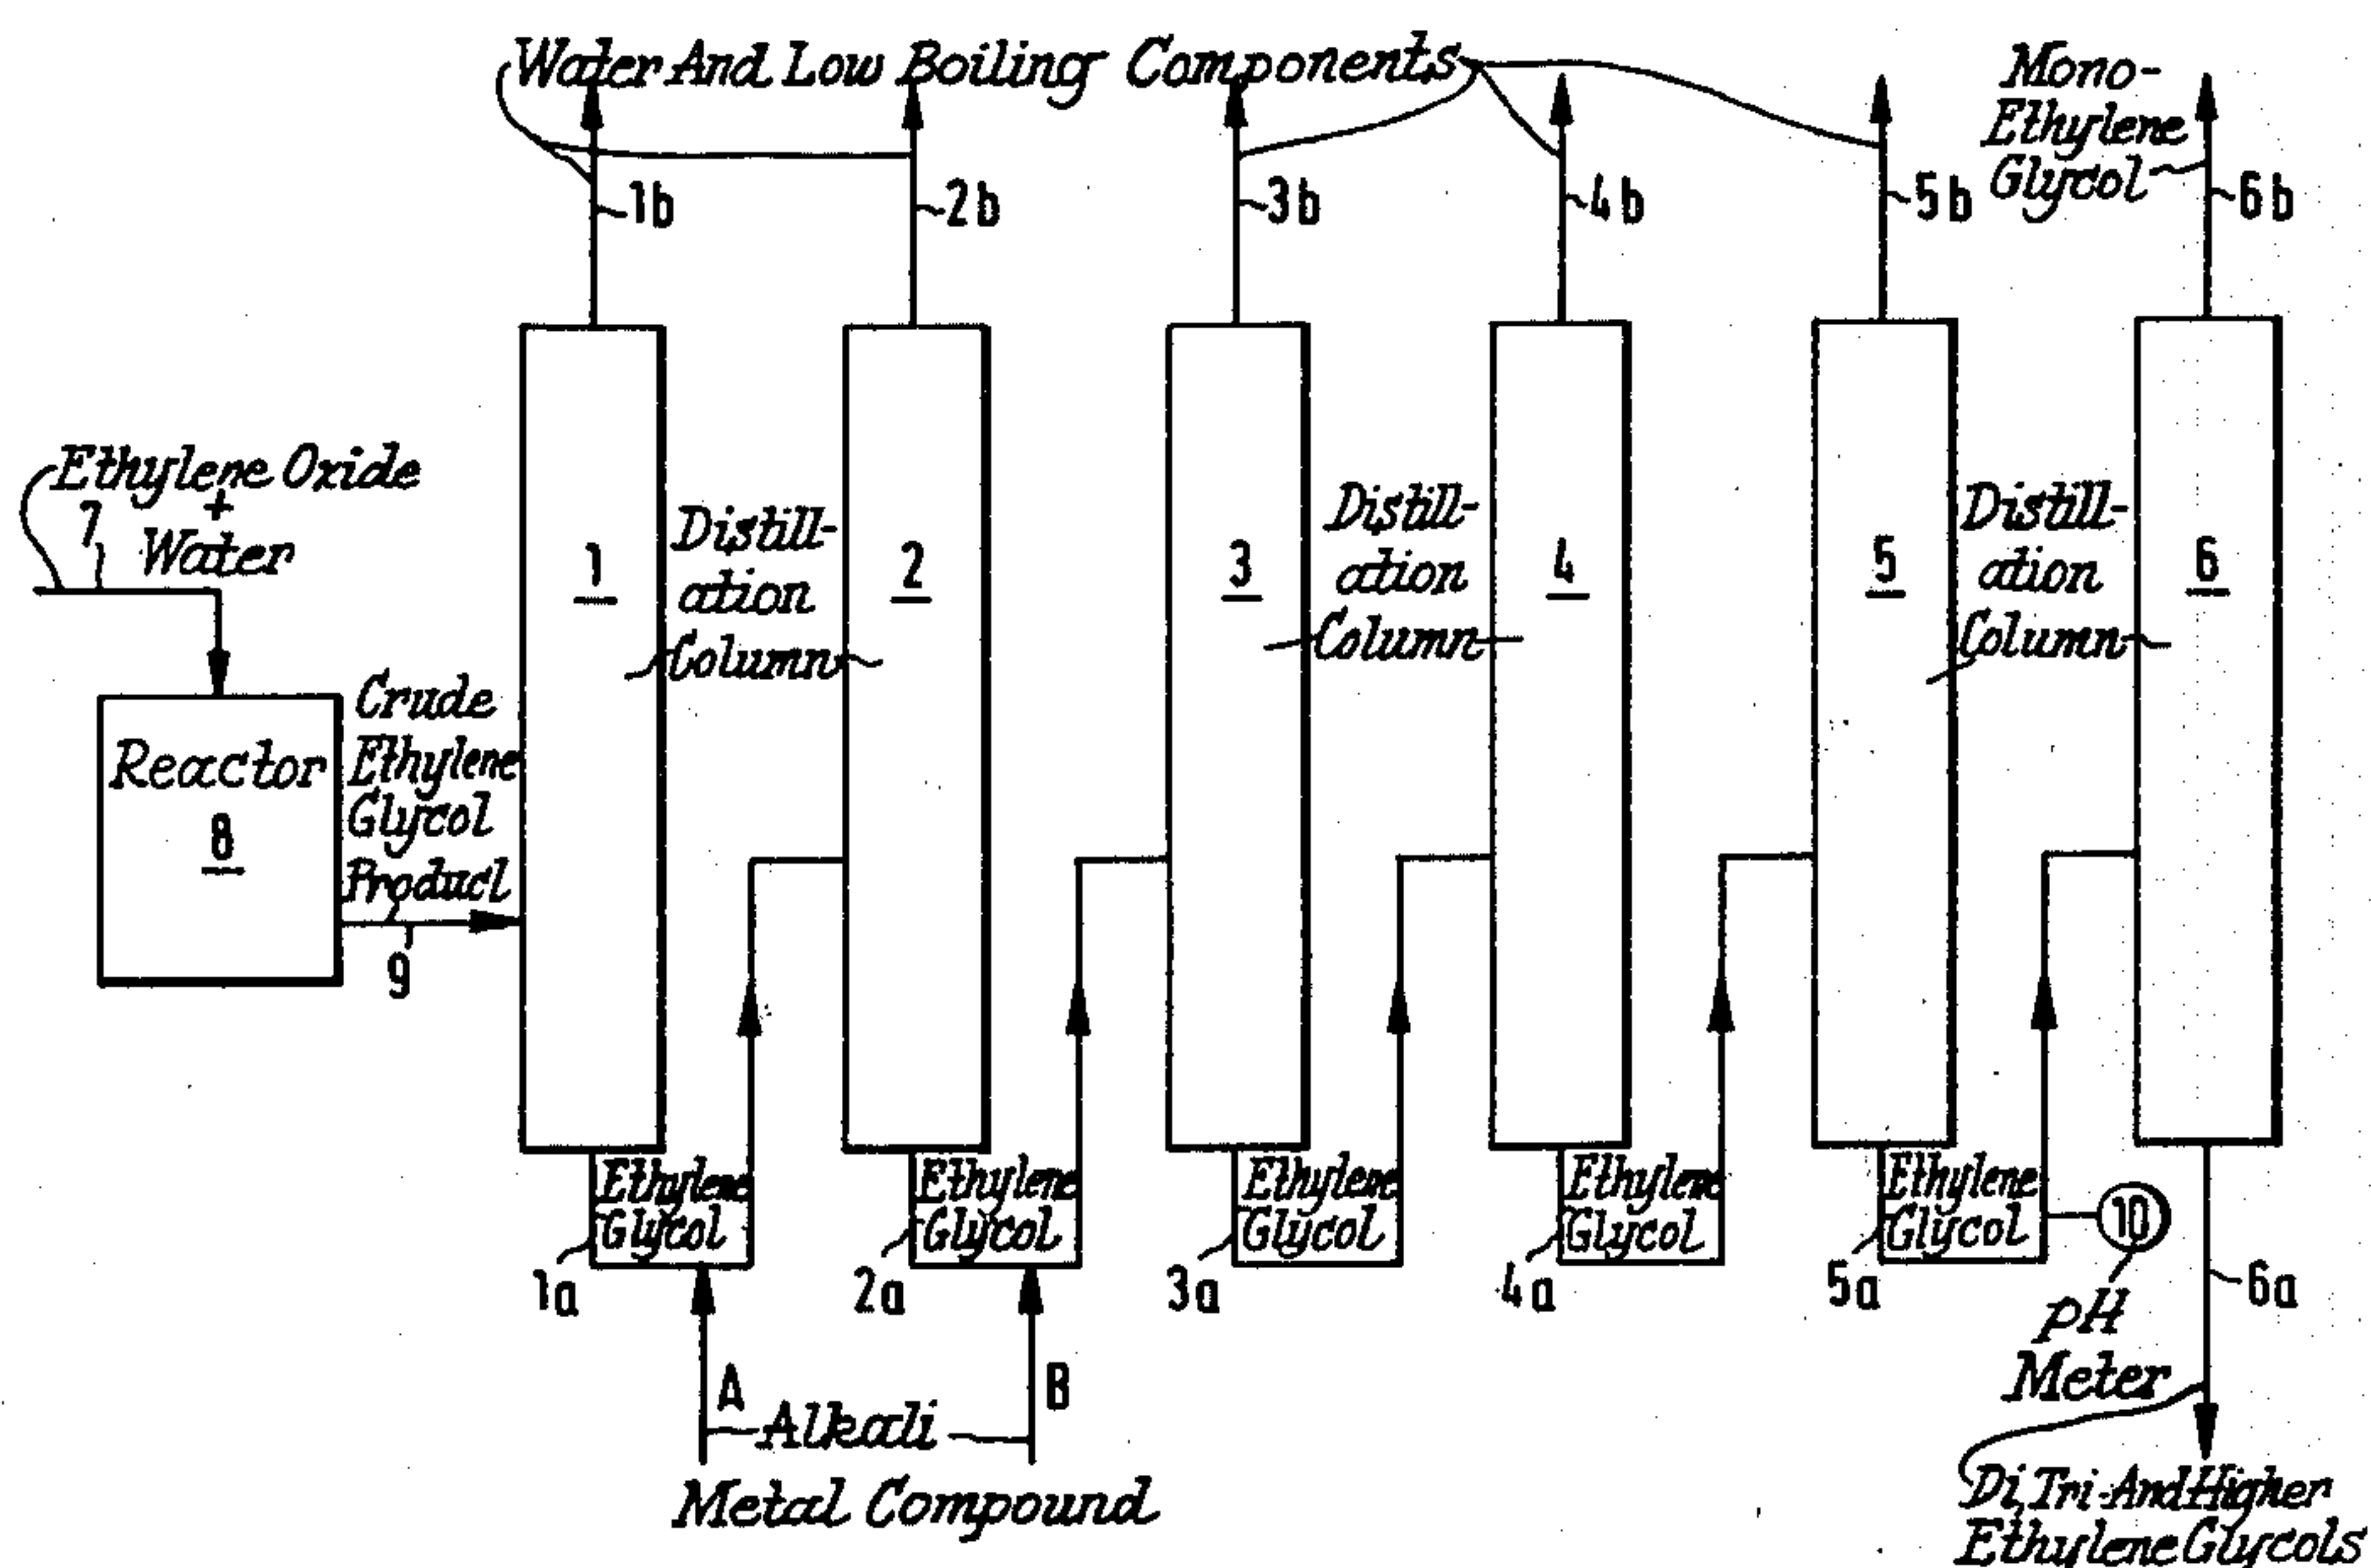 Water And Low Boiling Components
Mono-
Ethylene
Glycol
1b
2b
3b
4b
5b
6b
Ethylene Oxide
7
+
Water
Distill-
ation
Column
Distill-
ation
Column
Distill-
ation
Column
1
2
3
4
5
6
Reactor
8
Crude
Ethylene
Glycol
Product
9
Ethylene
Glycol
Ethylene
Glycol
Ethylene
Glycol
Ethylene
Glycol
Ethylene
Glycol
10
1a
2a
3a
4a
5a
6a
pH
Meter
A
B
Alkali
Metal Compound
Di, Tri-And Higher
Ethylene Glycols